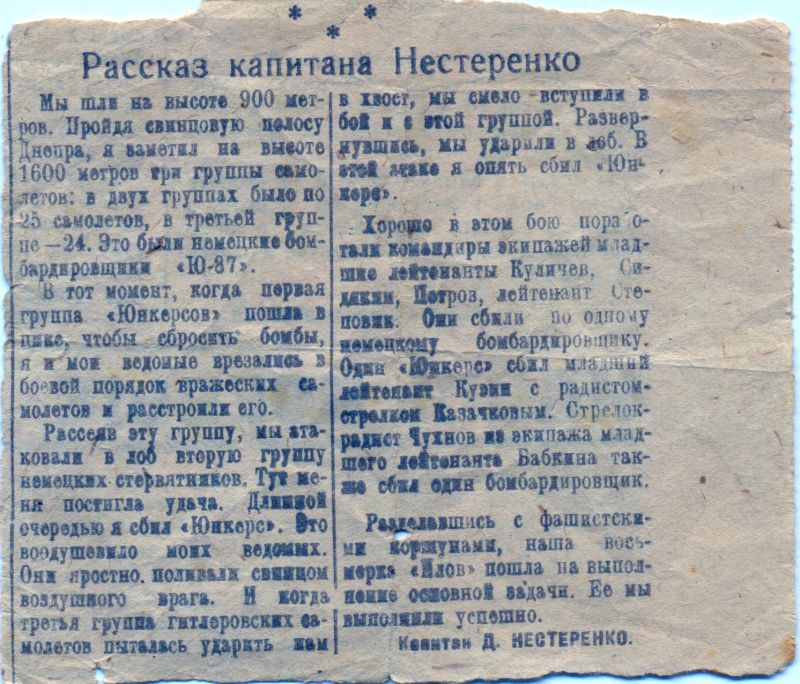 * * *
Рассказ капитана Нестеренко
Мы шли на высоте 900 мет-
ров. Пройдя свинцовую полосу
Днепра, я заметил на высоте
1600 метров три группы само-
летов: в двух группах было по
25 самолетов, в третьей груп-
пе — 24. Это были немецкие бом-
бардировщики «Ю-87».
В тот момент, когда первая
группа «Юнкерсов» пошла в
пике, чтобы сбросить бомбы,
я и мои ведомые врезались в
боевой порядок вражеских са-
молетов и расстроили его.
Рассеяв эту группу, мы ата-
ковали в лоб вторую группу
немецких стервятников. Тут ме-
ня постигла удача. Длинной
очередью я сбил «Юнкерс». Это
воодушевило моих ведомых.
Они яростно поливали свинцом
воздушного врага. И когда
третья группа гитлеровских са-
молетов пыталась ударить нам
в хвост, мы смело вступили в
бой и с этой группой. Развер-
нувшись, мы ударили в лоб. В
этой атаке я опять сбил «Юн-
керс».
Хорошо в этом бою порабо-
тали командиры экипажей млад-
шие лейтенанты Куличев, Си-
дякин, Петров, лейтенант Сте-
повик. Они сбили по одному
немецкому бомбардировщику.
Один «Юнкерс» сбил младший
лейтенант Кузин с радистом-
стрелком Казачковым. Стрелок-
радист Чухнов из экипажа млад-
шего лейтенанта Бабкина так-
же сбил один бомбардировщик.
Разделавшись с фашистски-
ми коршунами, наша вось-
мерка «Илов» пошла на выпол-
нение основной задачи. Ее мы
выполнили успешно.
Капитан Д. НЕСТЕРЕНКО.